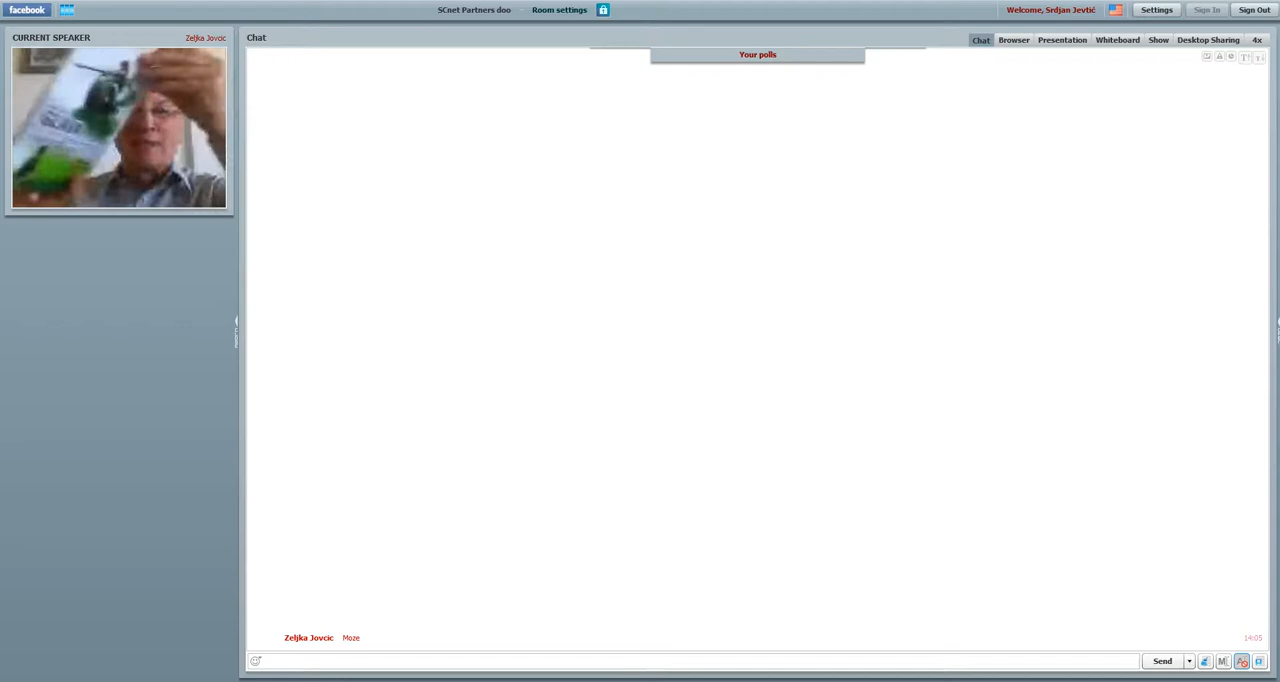 facebook
SCnet Partners doo
Room settings
Welcome, Srdjan Jevtić
Settings
Sign In
Sign Out
CURRENT SPEAKER
Zeljka Jovcic
Chat
Chat
Browser
Presentation
Whiteboard
Show
Desktop Sharing
4x
Your polls
Zeljka Jovcic Moze 14:05
Send